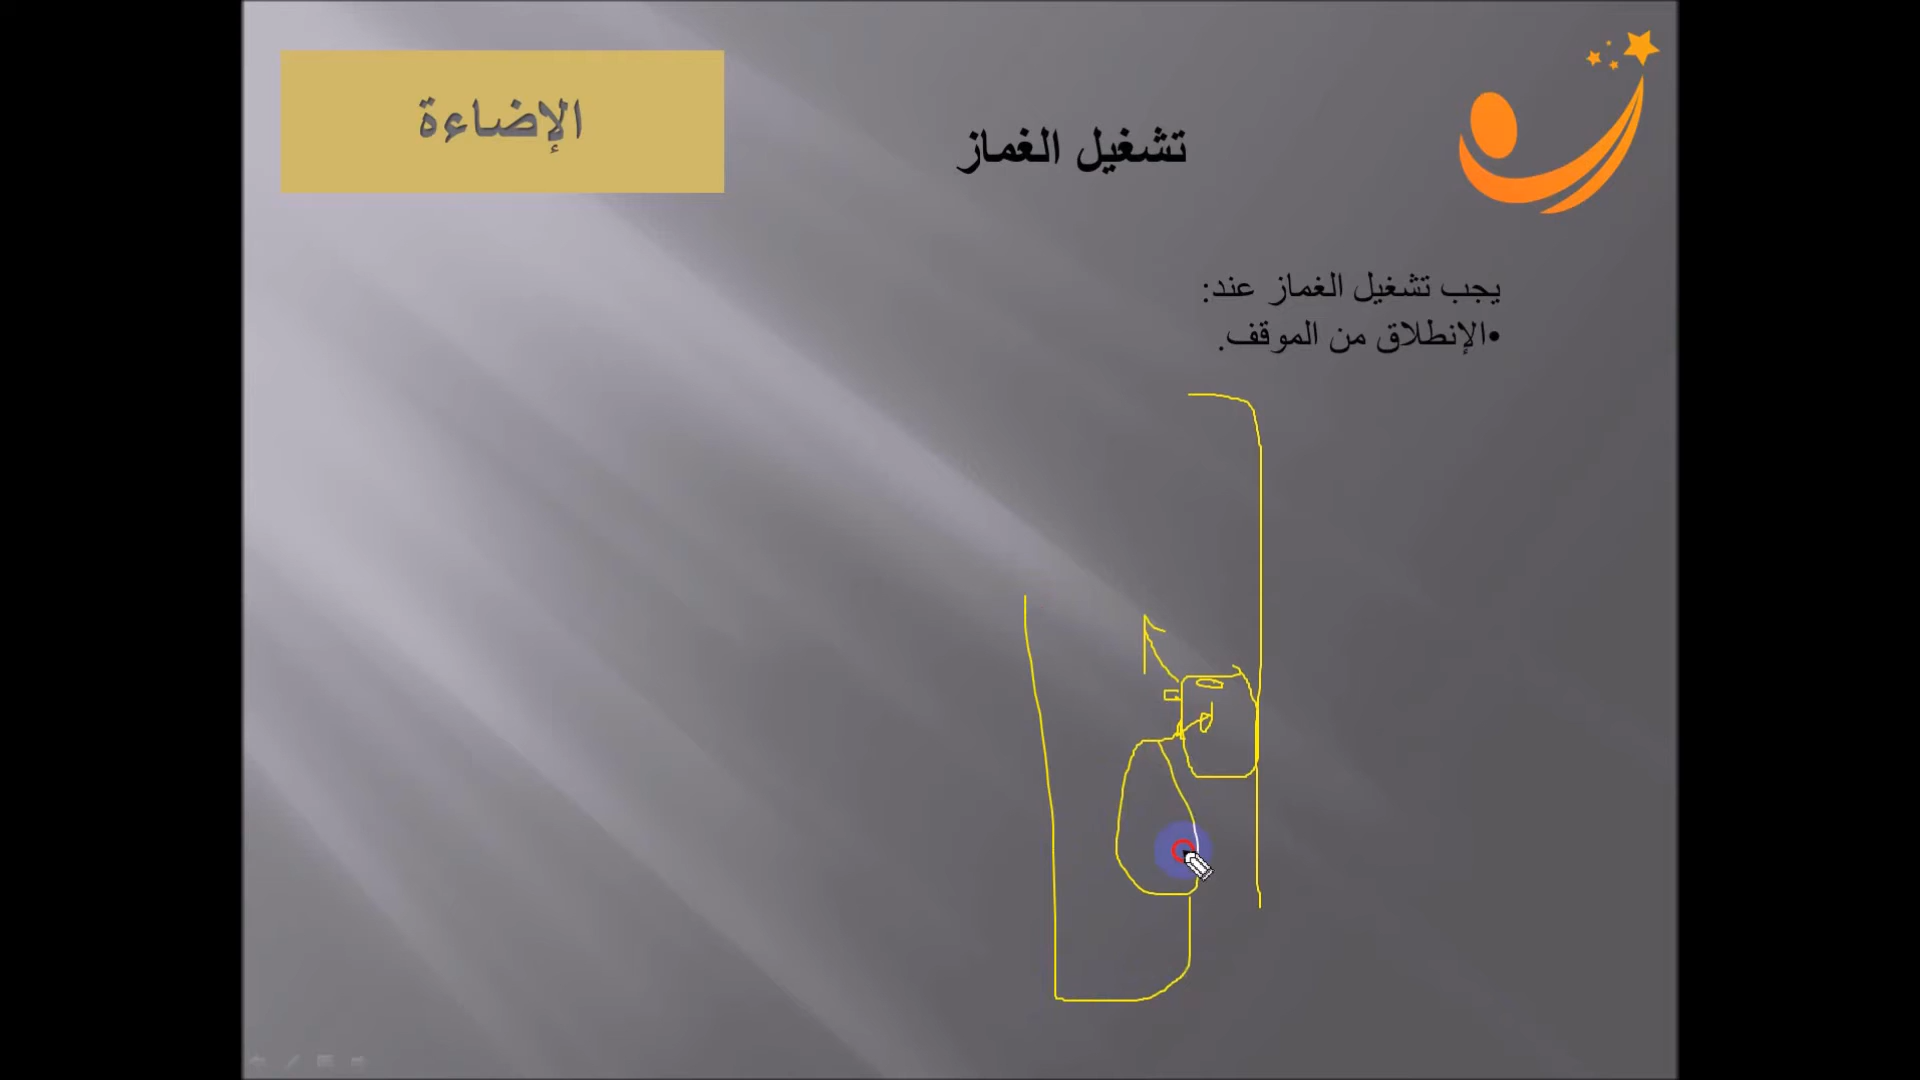 الإضاءة
تشغيل الغماز
يجب تشغيل الغماز عند:
•الإنطلاق من الموقف.